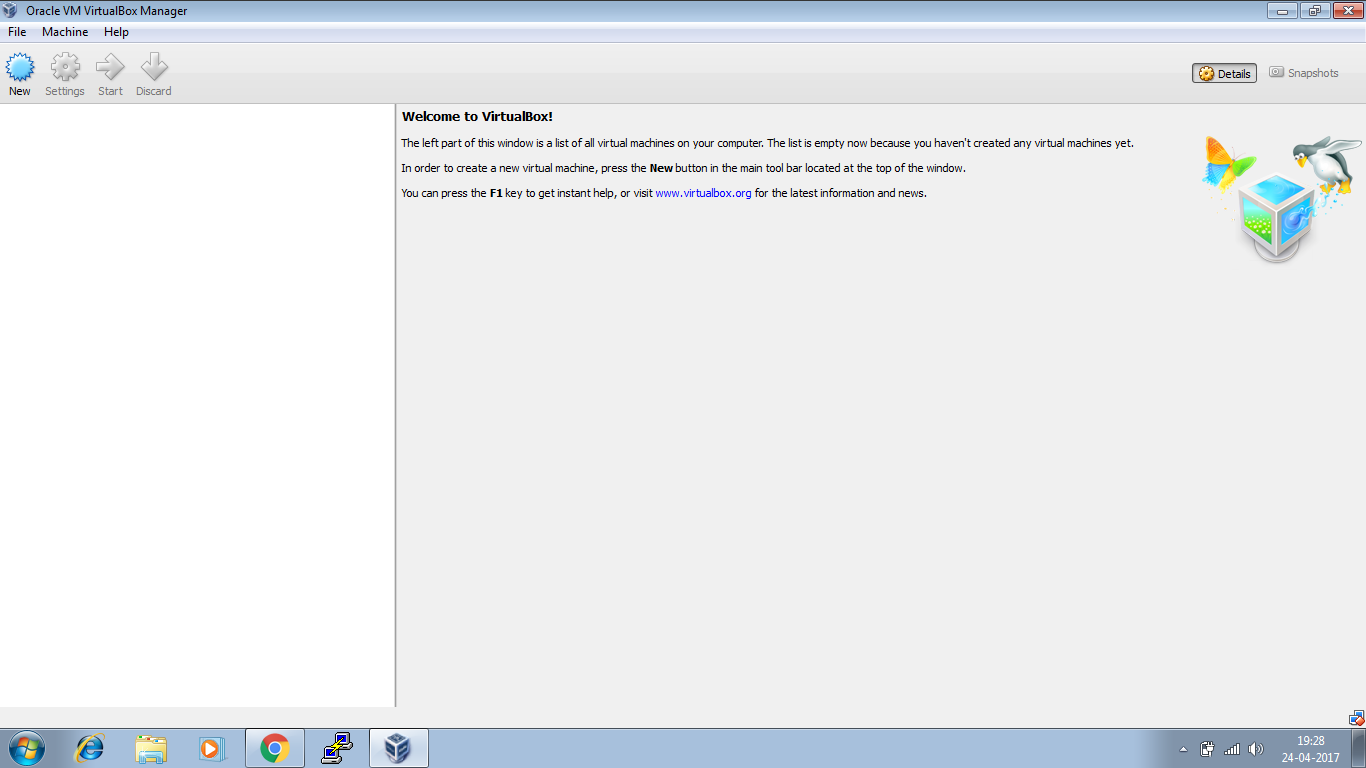 Oracle VM VirtualBox Manager
File Machine Help
New Settings Start Discard
Details Snapshots
Welcome to VirtualBox!
The left part of this window is a list of all virtual machines on your computer. The list is empty now because you haven't created any virtual machines yet.
In order to create a new virtual machine, press the New button in the main tool bar located at the top of the window.
You can press the F1 key to get instant help, or visit www.virtualbox.org for the latest information and news.
19:28
24-04-2017